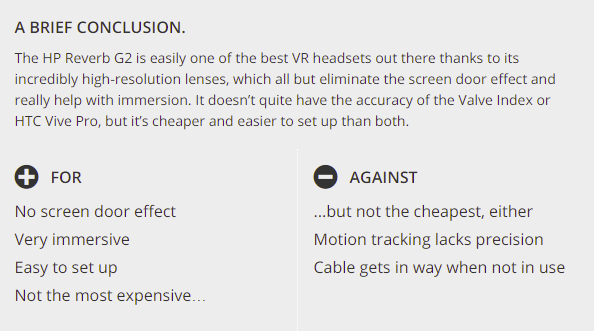 A BRIEF CONCLUSION.
The HP Reverb G2 is easily one of the best VR headsets out there thanks to its
incredibly high-resolution lenses, which all but eliminate the screen door effect and
really help with immersion. It doesn’t quite have the accuracy of the Valve Index or
HTC Vive Pro, but it’s cheaper and easier to set up than both.
FOR
No screen door effect
Very immersive
Easy to set up
Not the most expensive…
AGAINST
...but not the cheapest, either
Motion tracking lacks precision
Cable gets in way when not in use